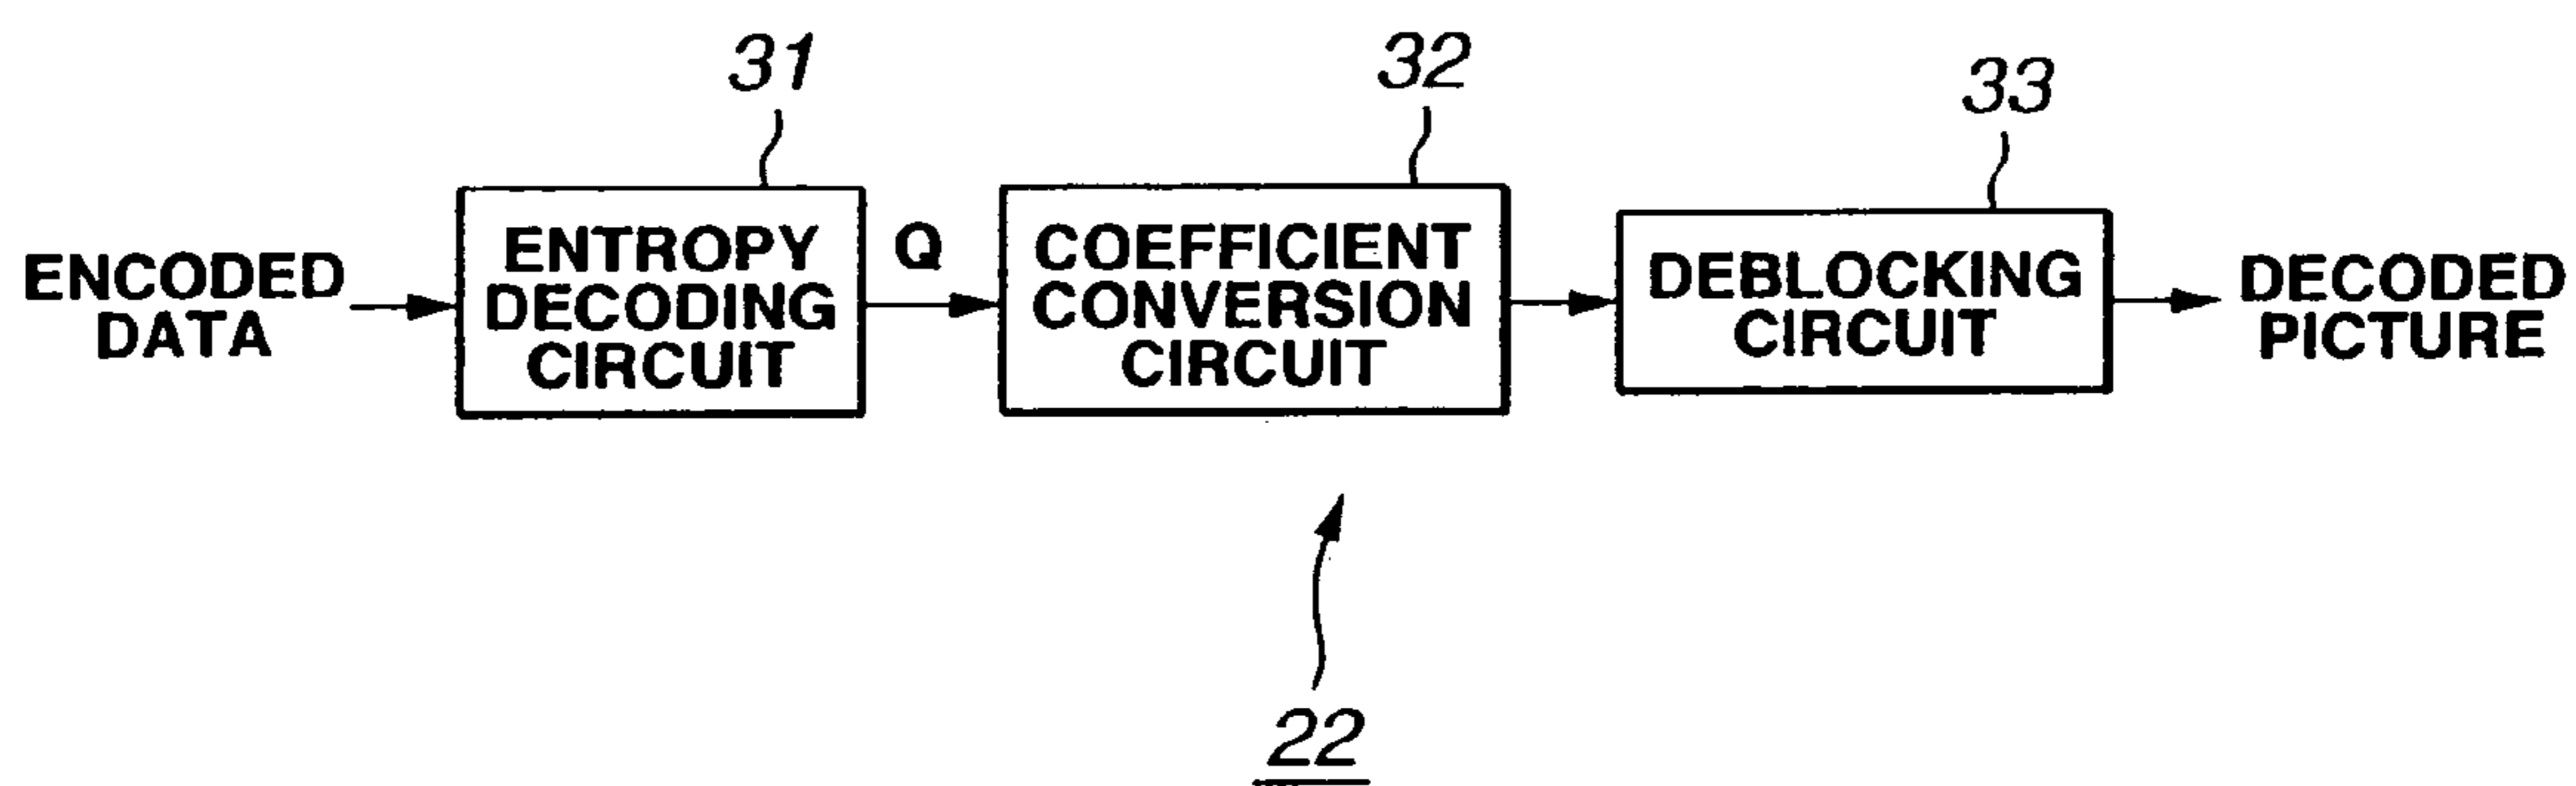 31
32
33
ENCODED
DATA
ENTROPY
DECODING
CIRCUIT
Q
COEFFICIENT
CONVERSION
CIRCUIT
DEBLOCKING
CIRCUIT
DECODED
PICTURE
22